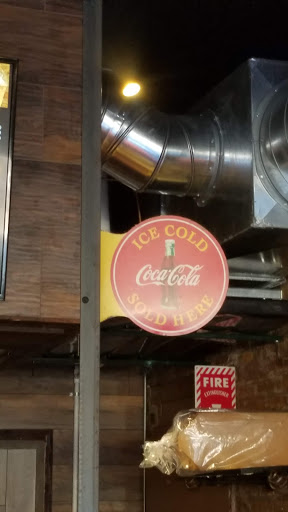 ICE COLD
Coca-Cola
SOLD HERE
FIRE
EXTINGUISHER